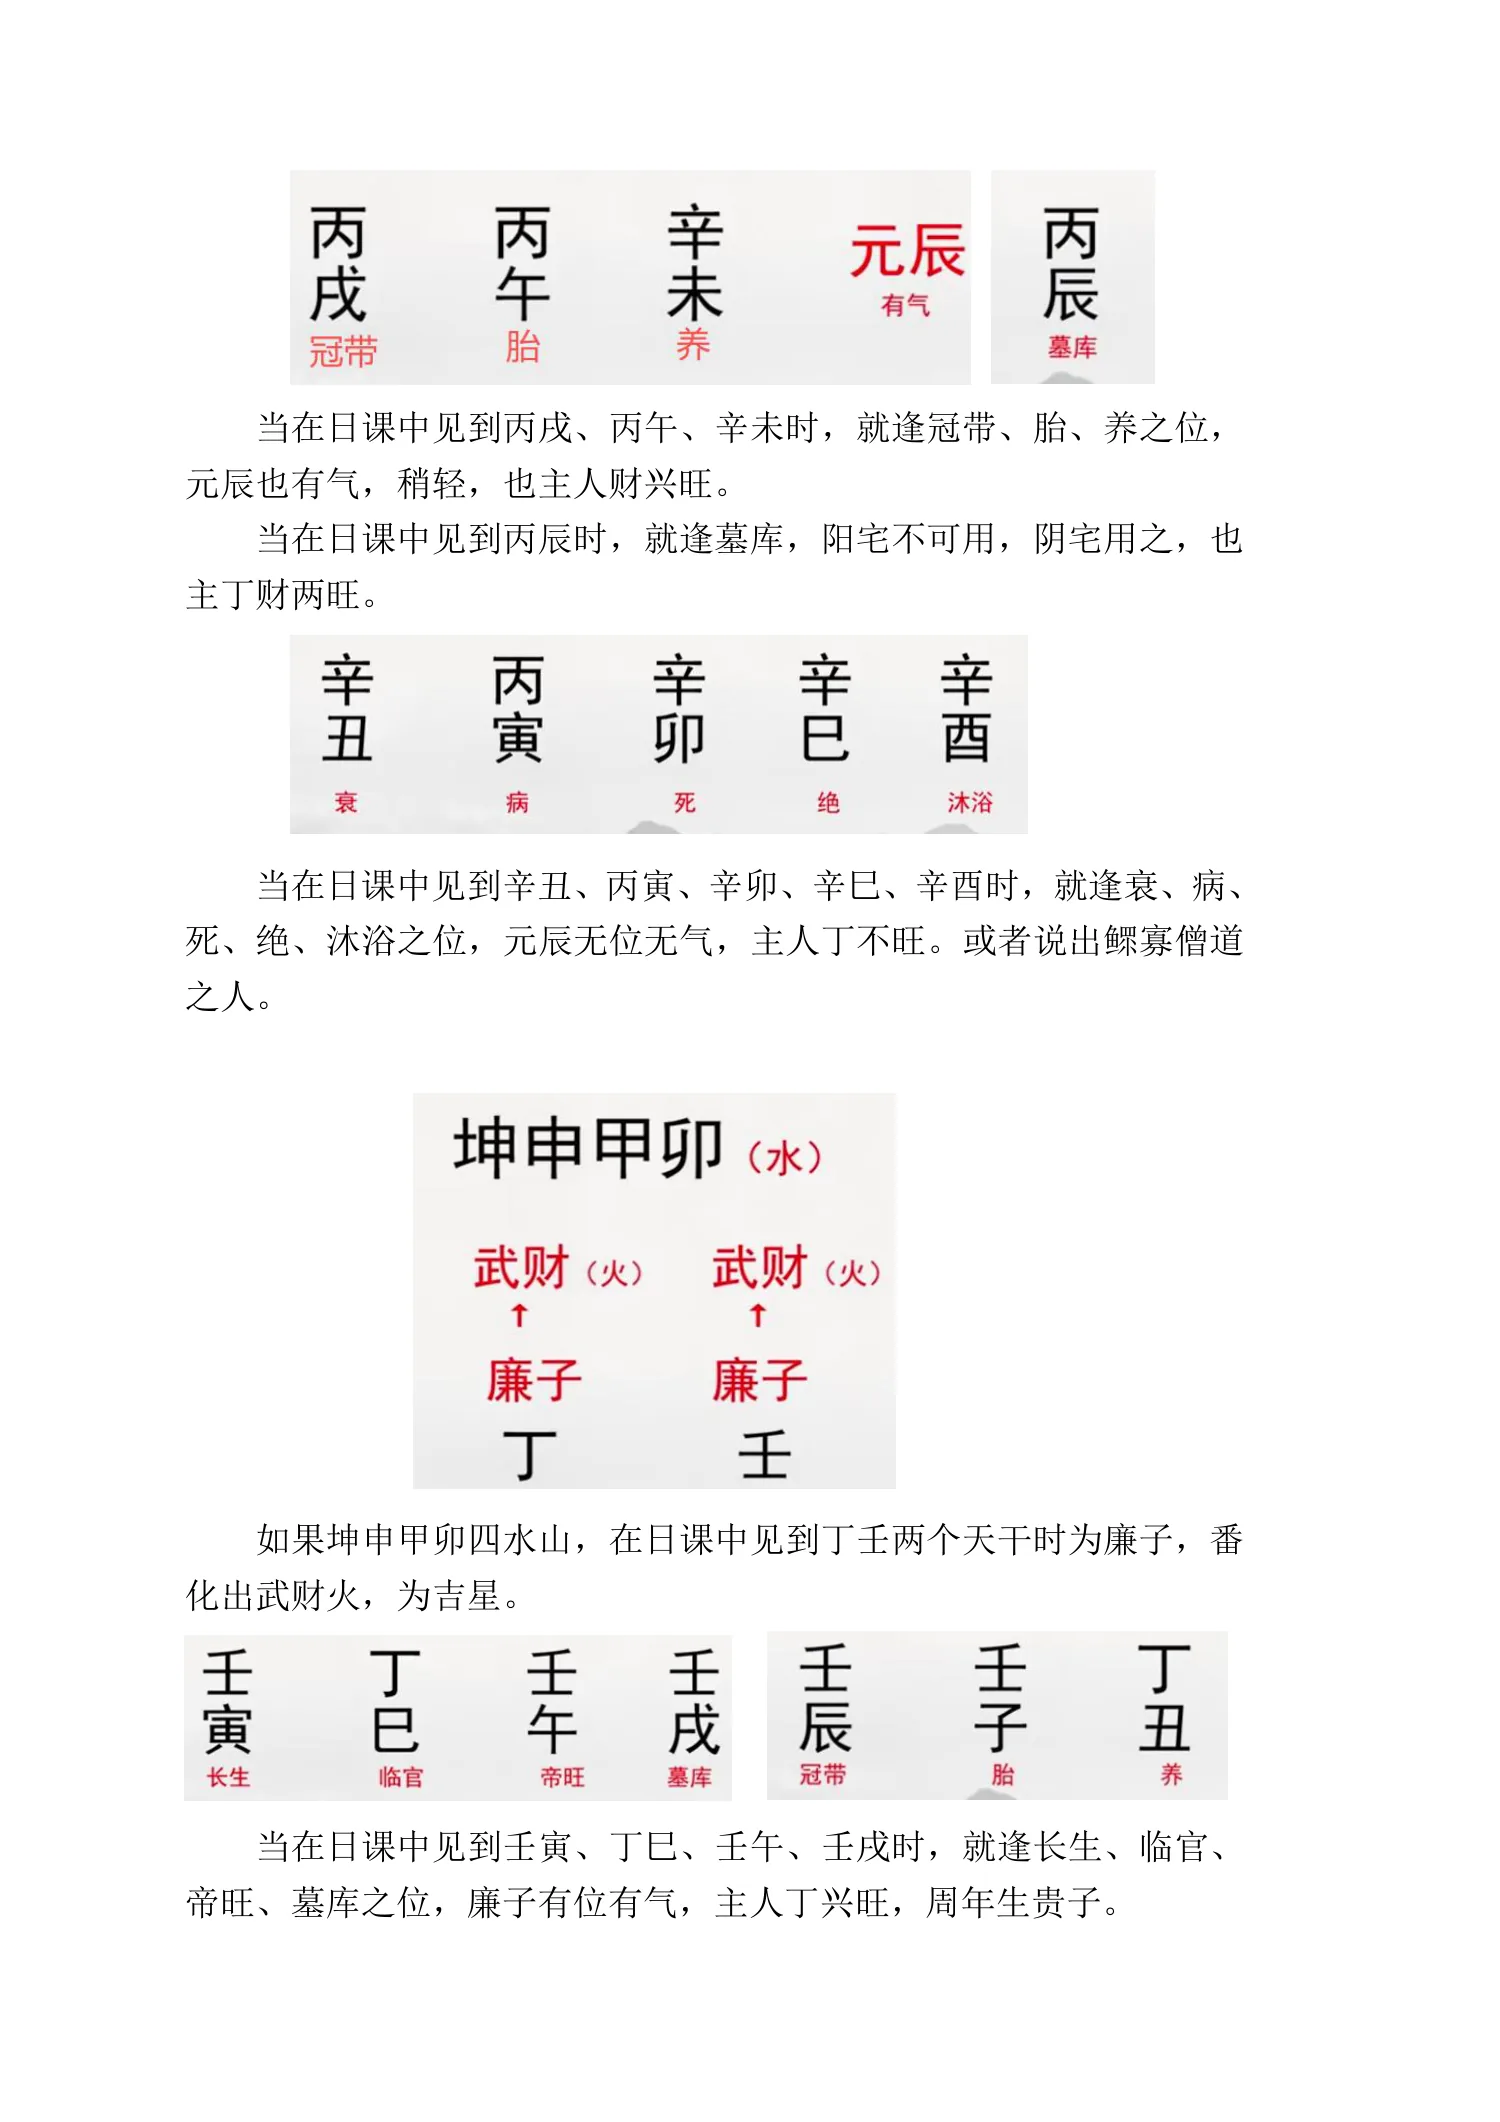 丙 丙 辛 元辰 丙
戌 午 未 有气 辰
冠带 胎 养 墓库
当在日课中见到丙戌、丙午、辛未时，就逢冠带、胎、养之位，
元辰也有气，稍轻，也主人财兴旺。
当在日课中见到丙辰时，就逢墓库，阳宅不可用，阴宅用之，也
主丁财两旺。
辛 丙 辛 辛 辛
丑 寅 卯 巳 酉
衰 病 死 绝 沐浴
当在日课中见到辛丑、丙寅、辛卯、辛巳、辛酉时，就逢衰、病、
死、绝、沐浴之位，元辰无位无气，主人丁不旺。或者说出鳏寡僧道
之人。
坤申甲卯（水）
武财（火） 武财（火）
↑ ↑
廉子 廉子
丁 壬
如果坤申甲卯四水山，在日课中见到丁壬两个天干时为廉子，番
化出武财火，为吉星。
壬 丁 壬 壬 壬 壬 丁
寅 巳 午 戌 辰 子 丑
长生 临官 帝旺 墓库 冠带 胎 养
当在日课中见到壬寅、丁巳、壬午、壬戌时，就逢长生、临官、
帝旺、墓库之位，廉子有位有气，主人丁兴旺，周年生贵子。